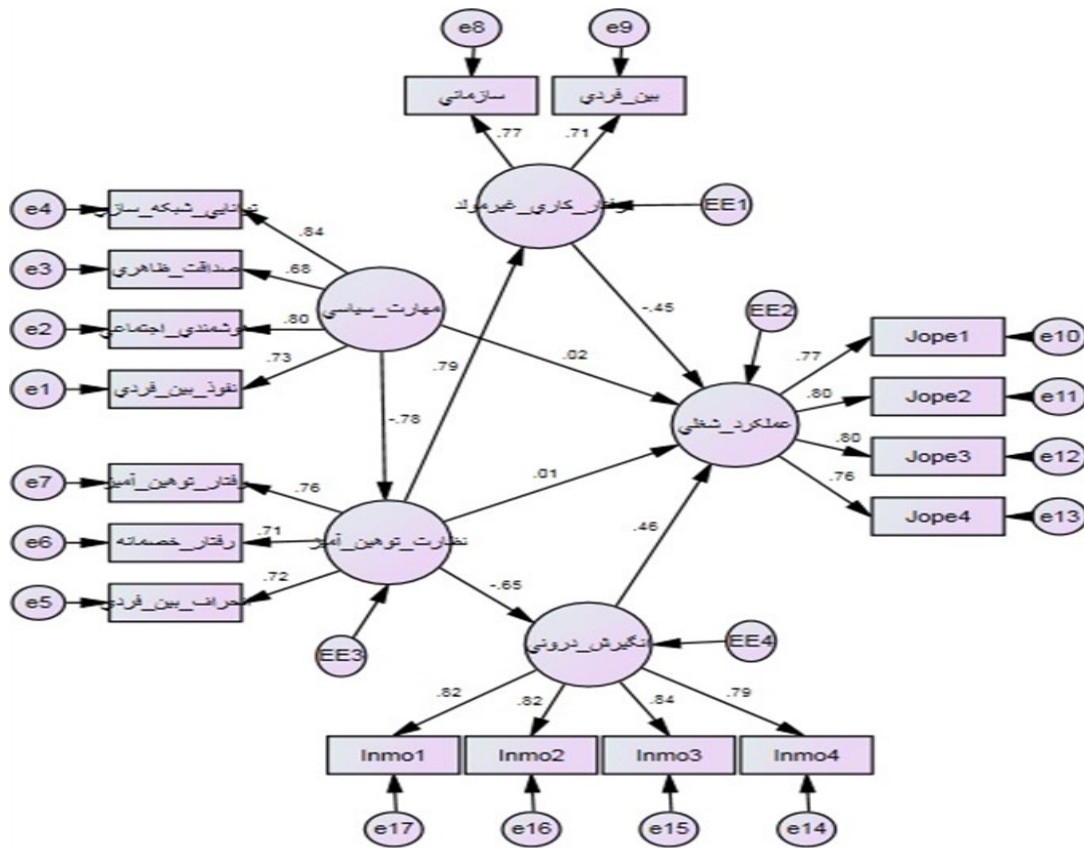 e8
e9
سازماني
بين_فردي
.77
.71
e4
e3
صداقت_ظاهري
e2
e1
نفوذ_بين_فردي
.84
.68
.80
.73
مهارت_سياسي
EE1
EE2
-.45
.02
.79
-.78
.01
.46
-.65
عملكرد_شغلي
.77
.80
.80
.76
Jope1
Jope2
Jope3
Jope4
e10
e11
e12
e13
e7
e6
رفتار_خصمانه
e5
.76
.71
.72
EE3
EE4
.82
.82
.84
.79
Inmo1
Inmo2
Inmo3
Inmo4
e17
e16
e15
e14